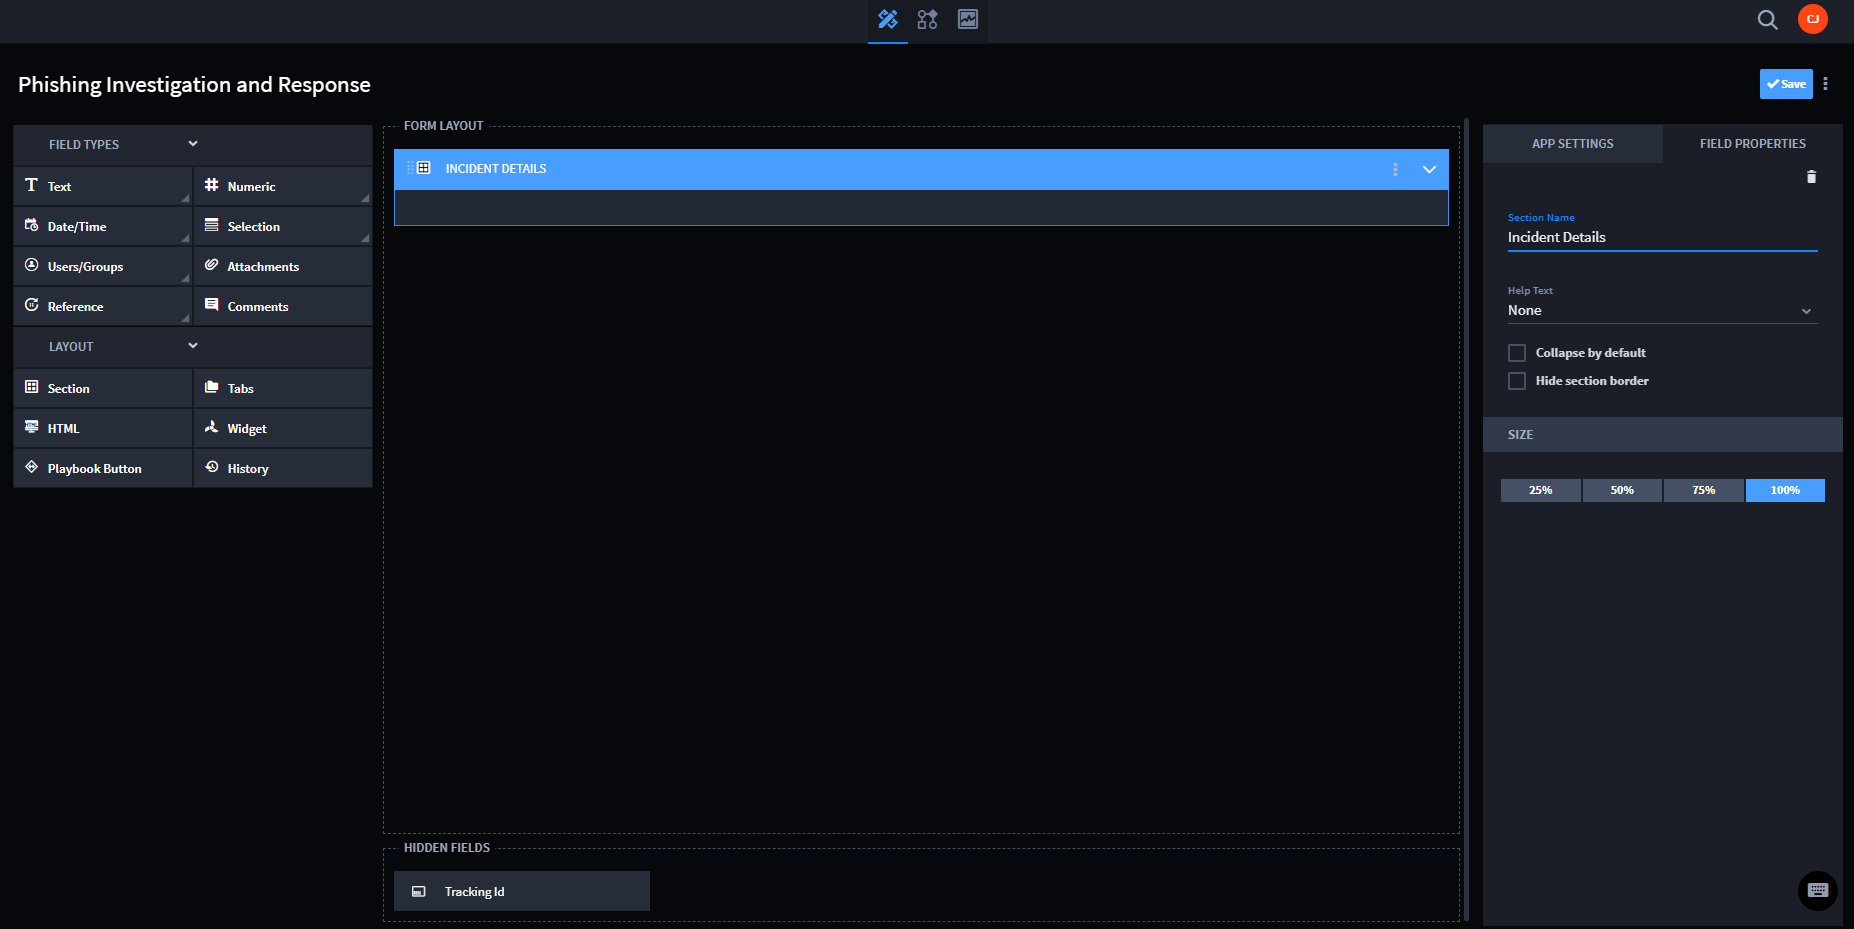 CJ
Phishing Investigation and Response
Save
FIELD TYPES
Text
Numeric
Date/Time
Selection
Users/Groups
Attachments
Reference
Comments
LAYOUT
Section
Tabs
HTML
Widget
Playbook Button
History
FORM LAYOUT
INCIDENT DETAILS
HIDDEN FIELDS
Tracking Id
APP SETTINGS
FIELD PROPERTIES
Section Name
Incident Details
Help Text
None
Collapse by default
Hide section border
SIZE
25%
50%
75%
100%